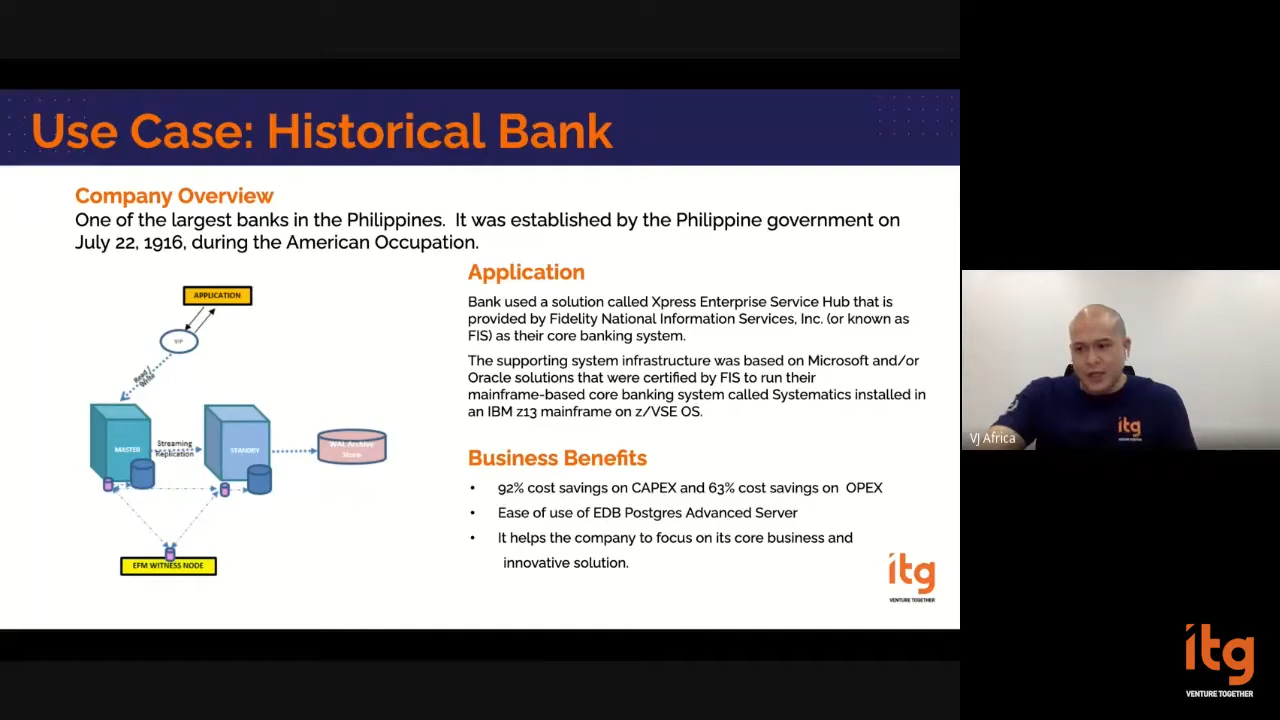 Use Case: Historical Bank
Company Overview
One of the largest banks in the Philippines. It was established by the Philippine government on
July 22, 1916, during the American Occupation.
APPLICATION
VIP
Read /
Write
MASTER
Streaming
Replication
STANDBY
WAL Archive
Store
EFM WITNESS NODE
Application
Bank used a solution called Xpress Enterprise Service Hub that is
provided by Fidelity National Information Services, Inc. (or known as
FIS) as their core banking system.
The supporting system infrastructure was based on Microsoft and/or
Oracle solutions that were certified by FIS to run their
mainframe-based core banking system called Systematics installed in
an IBM z13 mainframe on z/VSE OS.
Business Benefits
• 92% cost savings on CAPEX and 63% cost savings on OPEX
• Ease of use of EDB Postgres Advanced Server
• It helps the company to focus on its core business and
innovative solution.
itg
VENTURE TOGETHER
itg
VJ Africa
itg
VENTURE TOGETHER